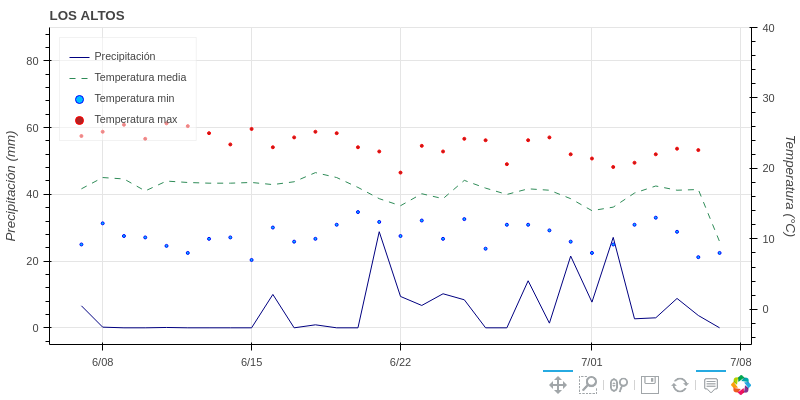 LOS ALTOS
Precipitación
Temperatura media
Temperatura min
Temperatura max
Precipitación (mm)
80
60
40
20
0
Temperatura (°C)
40
30
20
10
0
6/08
6/15
6/22
7/01
7/08